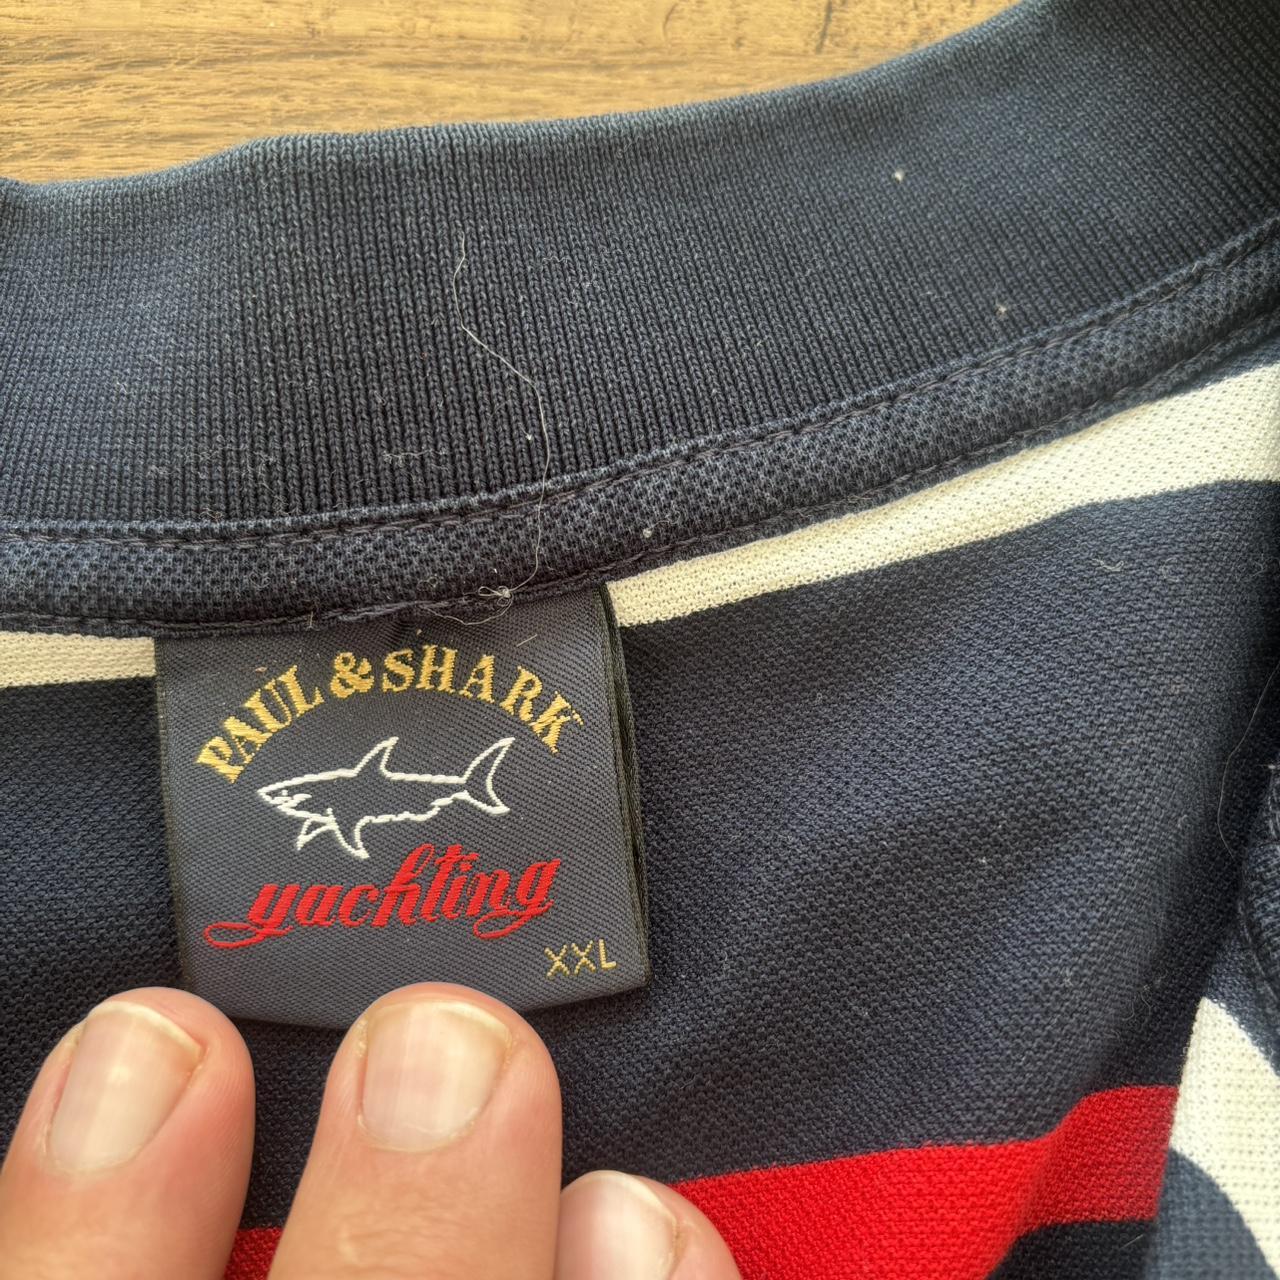 PAUL & SHARK
yachting
XXL